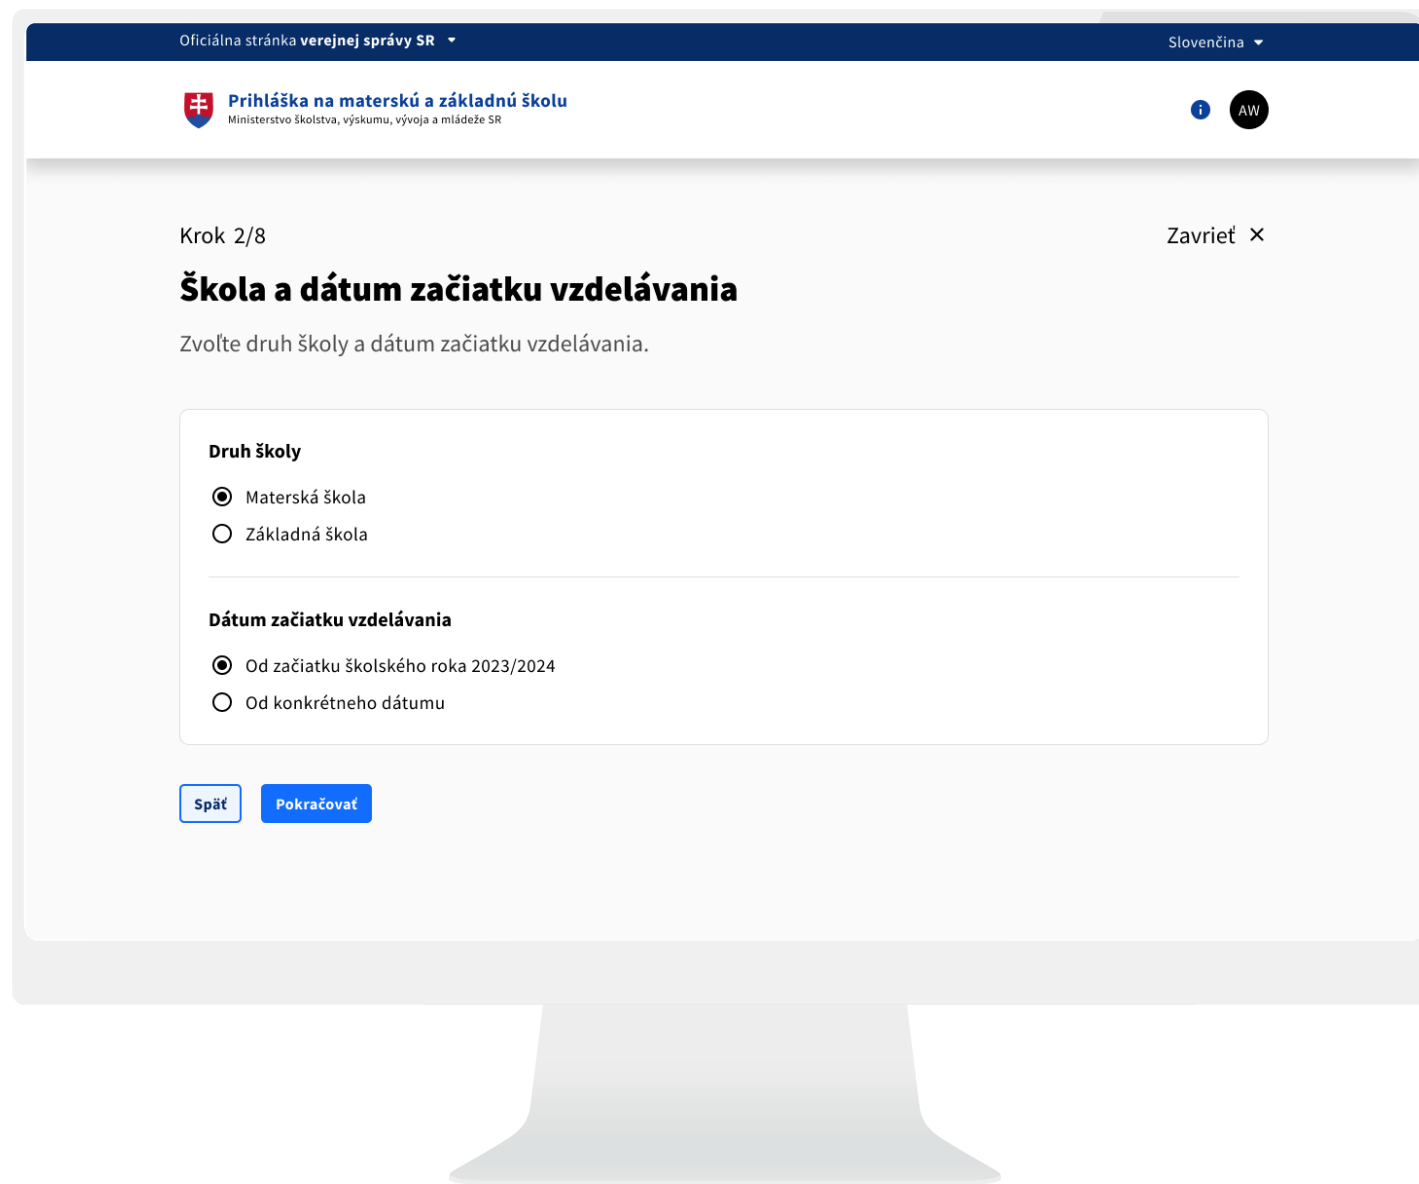 Oficiálna stránka verejnej správy SR
Slovenčina
Prihláška na materskú a základnú školu
Ministerstvo školstva, výskumu, vývoja a mládeže SR
AW
Krok 2/8
Zavrieť
Škola a dátum začiatku vzdelávania
Zvoľte druh školy a dátum začiatku vzdelávania.
Druh školy
Materská škola
Základná škola
Dátum začiatku vzdelávania
Od začiatku školského roka 2023/2024
Od konkrétneho dátumu
Späť
Pokračovať